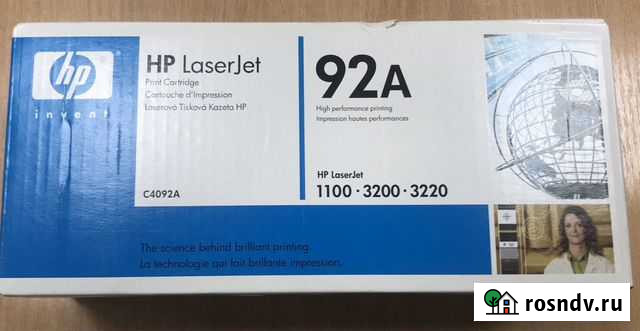 hp
invent
HP LaserJet
Print Cartridge
Cartouche d'Impression
Laserová Tisková Kazeta HP
C4092A
92A
High performance printing
Impression hautes performances
HP LaserJet
1100 · 3200 · 3220
The science behind brilliant printing.
La technologie qui fait brillante impression.
rosndv.ru